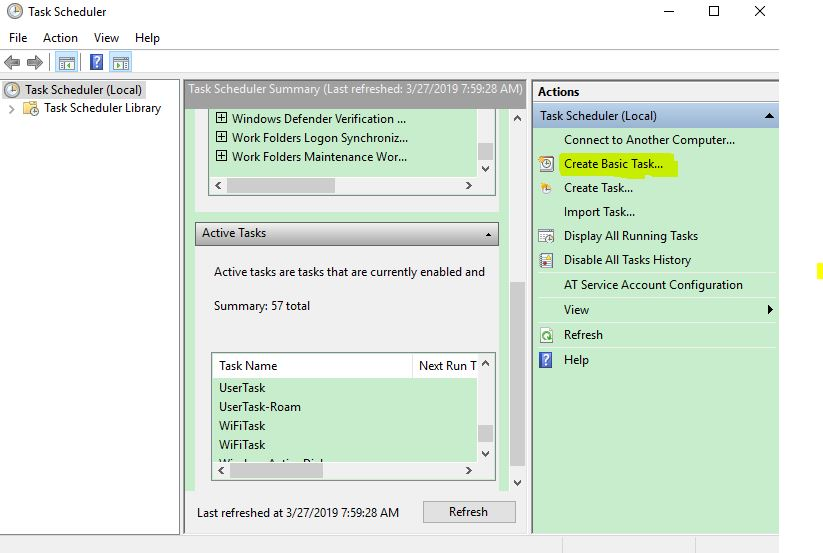 Task Scheduler
File Action View Help
Task Scheduler (Local)
Task Scheduler Library
Task Scheduler Summary (Last refreshed: 3/27/2019 7:59:28 AM)
Windows Defender Verification ...
Work Folders Logon Synchroniz...
Work Folders Maintenance Wor...
Active Tasks
Active tasks are tasks that are currently enabled and
Summary: 57 total
Task Name Next Run T
UserTask
UserTask-Roam
WiFiTask
WiFiTask
Last refreshed at 3/27/2019 7:59:28 AM
Refresh
Actions
Task Scheduler (Local)
Connect to Another Computer...
Create Basic Task...
Create Task...
Import Task...
Display All Running Tasks
Disable All Tasks History
AT Service Account Configuration
View
Refresh
Help